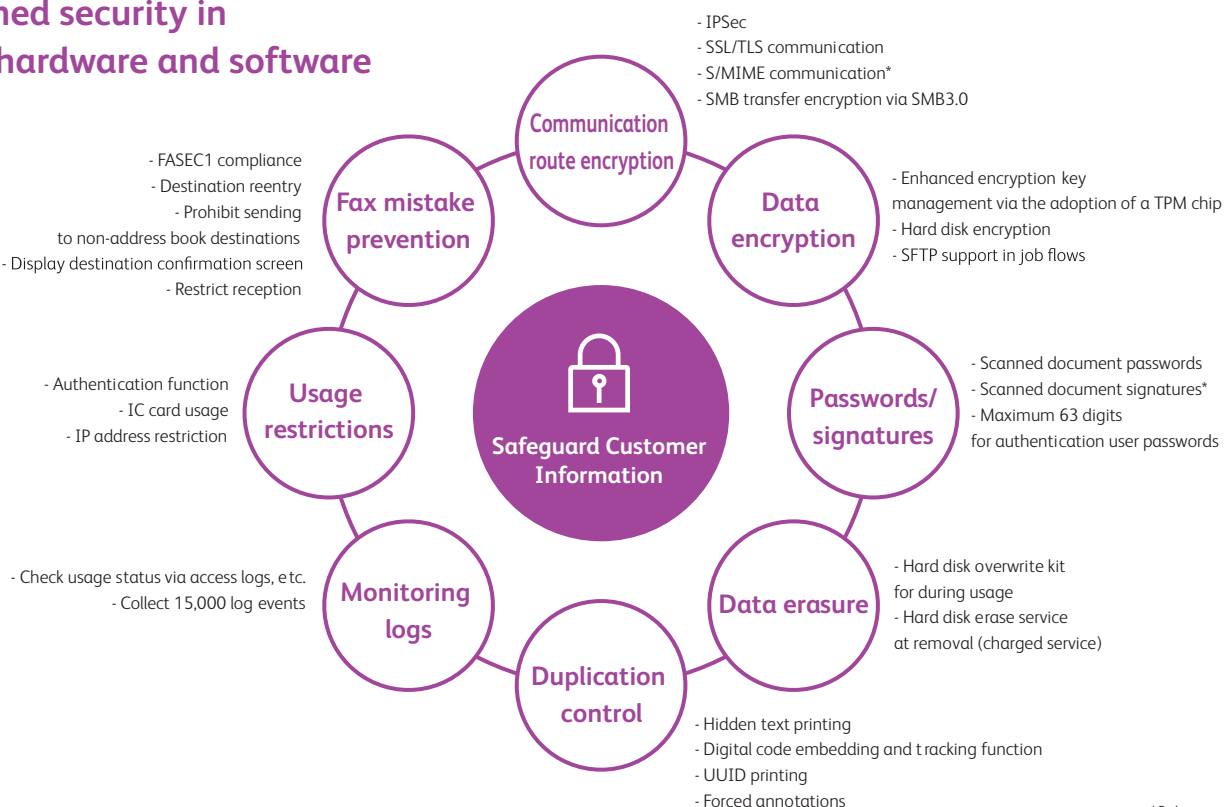 ned security in
hardware and software
- IPSec
- SSL/TLS communication
- S/MIME communication*
- SMB transfer encryption via SMB3.0
Communication
route encryption
- FASEC1 compliance
- Destination reentry
- Prohibit sending
to non-address book destinations
- Display destination confirmation screen
- Restrict reception
Fax mistake
prevention
Data
encryption
- Enhanced encryption key
management via the adoption of a TPM chip
- Hard disk encryption
- SFTP support in job flows
- Authentication function
- IC card usage
- IP address restriction
Usage
restrictions
Safeguard Customer
Information
Passwords/
signatures
- Scanned document passwords
- Scanned document signatures*
- Maximum 63 digits
for authentication user passwords
- Check usage status via access logs, etc.
- Collect 15,000 log events
Monitoring
logs
Data erasure
- Hard disk overwrite kit
for during usage
- Hard disk erase service
at removal (charged service)
Duplication
control
- Hidden text printing
- Digital code embedding and tracking function
- UUID printing
- Forced annotations